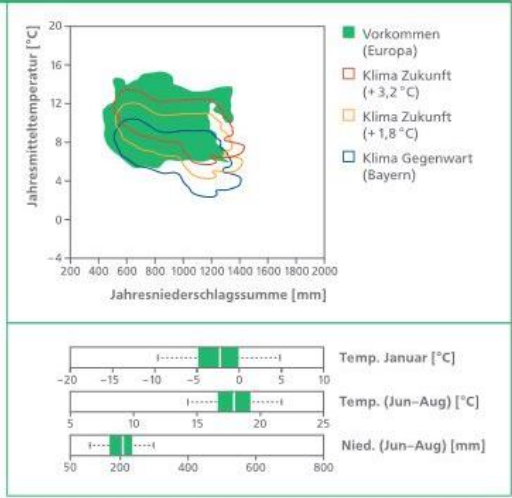 Jahresmitteltemperatur [°C]
20
16
12
8
4
0
−4
200 400 600 800 1000 1200 1400 1600 1800 2000
Jahresniederschlagssumme [mm]
Vorkommen
(Europa)
Klima Zukunft
(+3,2 °C)
Klima Zukunft
(+1,8 °C)
Klima Gegenwart
(Bayern)
Temp. Januar [°C]
−20 −15 −10 −5 0 5 10
Temp. (Jun–Aug) [°C]
5 10 15 20 25
Nied. (Jun–Aug) [mm]
50 200 400 600 800